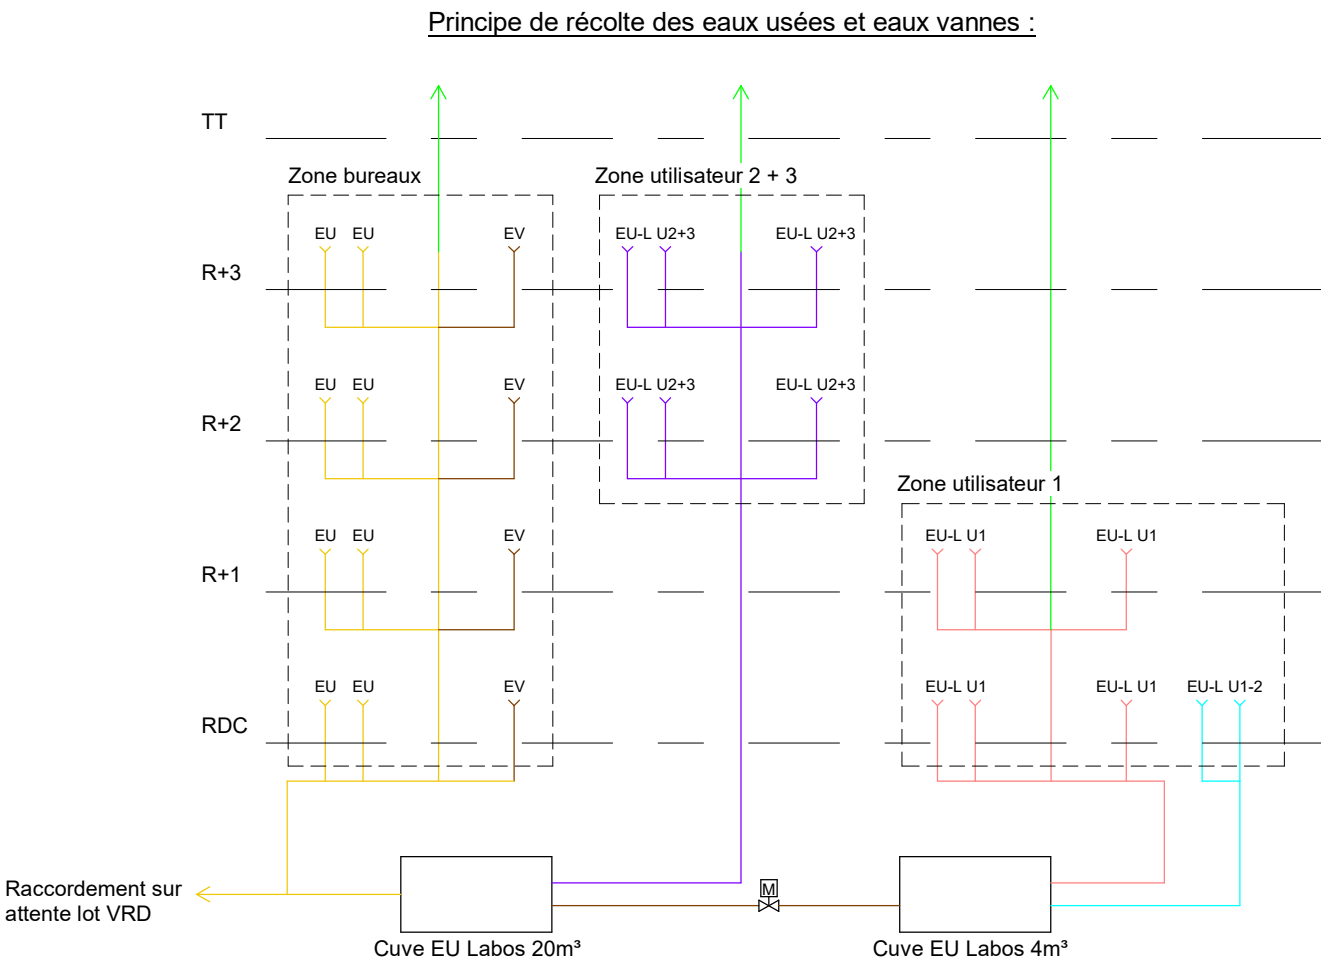 Principe de récolte des eaux usées et eaux vannes :
TT
Zone bureaux
Zone utilisateur 2 + 3
EU EU EV EU-L U2+3 EU-L U2+3
R+3
EU EU EV EU-L U2+3 EU-L U2+3
R+2
Zone utilisateur 1
EU EU EV EU-L U1 EU-L U1
R+1
EU EU EV EU-L U1 EU-L U1 EU-L U1-2
RDC
Raccordement sur
attente lot VRD
M
Cuve EU Labos 20m³
Cuve EU Labos 4m³